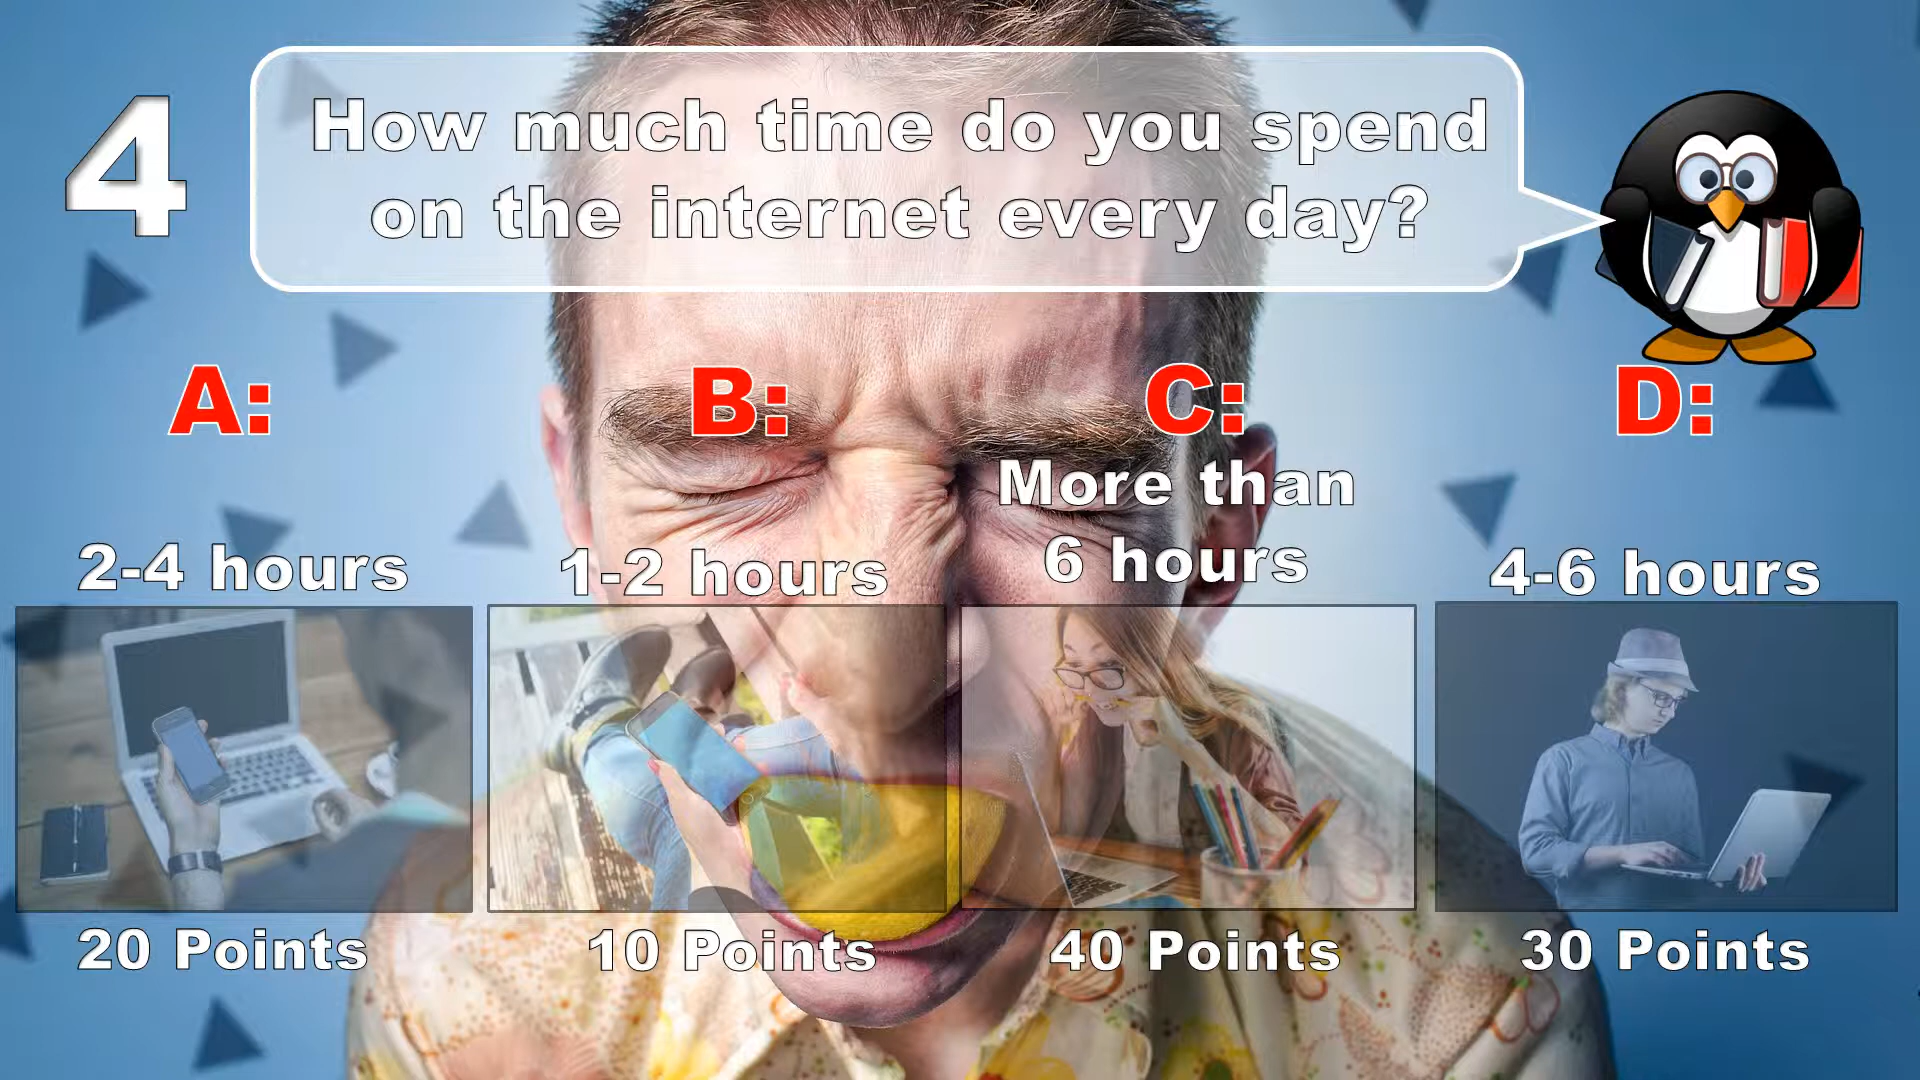 4
How much time do you spend
on the internet every day?
A:
2-4 hours
20 Points
B:
1-2 hours
10 Points
C:
More than
6 hours
40 Points
D:
4-6 hours
30 Points